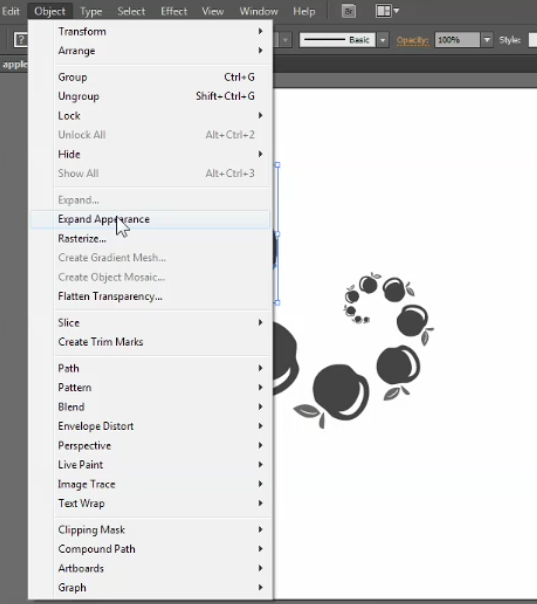 Edit Object Type Select Effect View Window Help Br
? Basic Opacity: 100% Style:
apple
Transform
Arrange
Group Ctrl+G
Ungroup Shift+Ctrl+G
Lock
Unlock All Alt+Ctrl+2
Hide
Show All Alt+Ctrl+3
Expand...
Expand Appearance
Rasterize...
Create Gradient Mesh...
Create Object Mosaic...
Flatten Transparency...
Slice
Create Trim Marks
Path
Pattern
Blend
Envelope Distort
Perspective
Live Paint
Image Trace
Text Wrap
Clipping Mask
Compound Path
Artboards
Graph